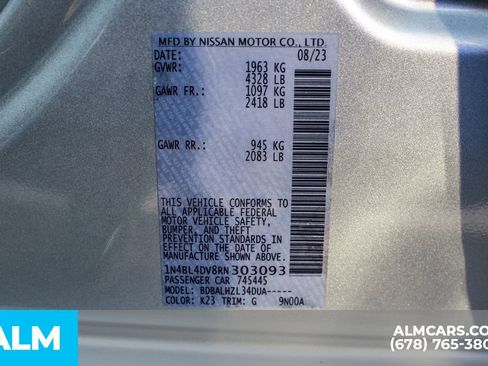 MFD BY NISSAN MOTOR CO., LTD.
DATE: 08/23
GVWR: 1963 KG
4328 LB
GAWR FR.: 1097 KG
2418 LB
GAWR RR.: 945 KG
2083 LB
THIS VEHICLE CONFORMS TO
ALL APPLICABLE FEDERAL
MOTOR VEHICLE SAFETY,
BUMPER, AND THEFT
PREVENTION STANDARDS
IN EFFECT ON THE DATE OF
MANUFACTURE SHOWN ABOVE.
1N4BL4DV8RN303093
PASSENGER CAR 745445
MODEL: BDBALHZL34DUA-----
COLOR: K23 TRIM: G 9N00A
ALM
ALMCARS.COM
(678) 765-380